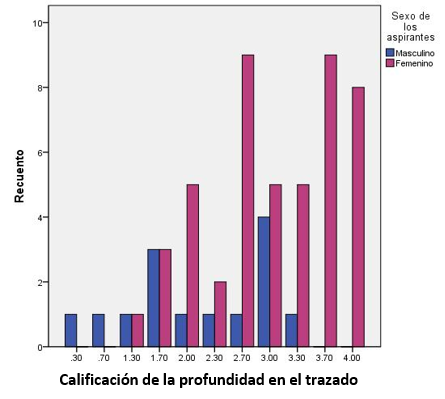 Sexo de
los
aspirantes
Masculino
Femenino
10
8
6
4
2
0
Recuento
.30 .70 1.30 1.70 2.00 2.30 2.70 3.00 3.30 3.70 4.00
Calificación de la profundidad en el trazado